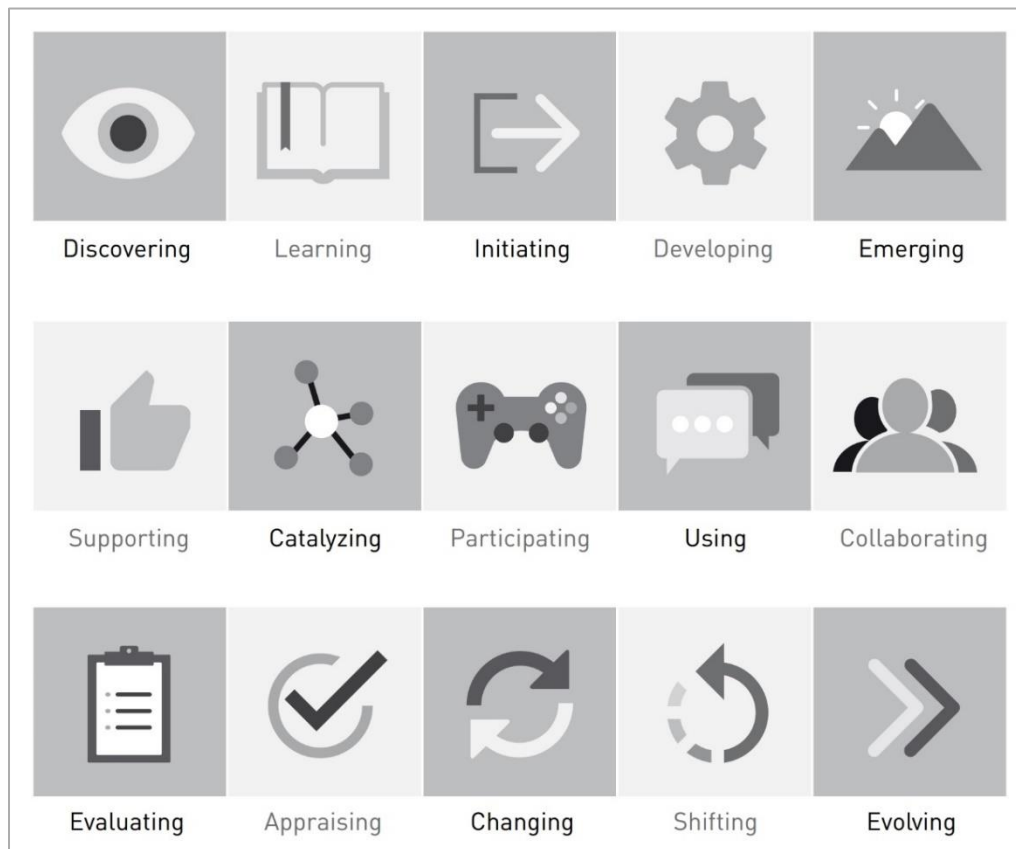 Discovering Learning Initiating Developing Emerging
Supporting Catalyzing Participating Using Collaborating
Evaluating Appraising Changing Shifting Evolving